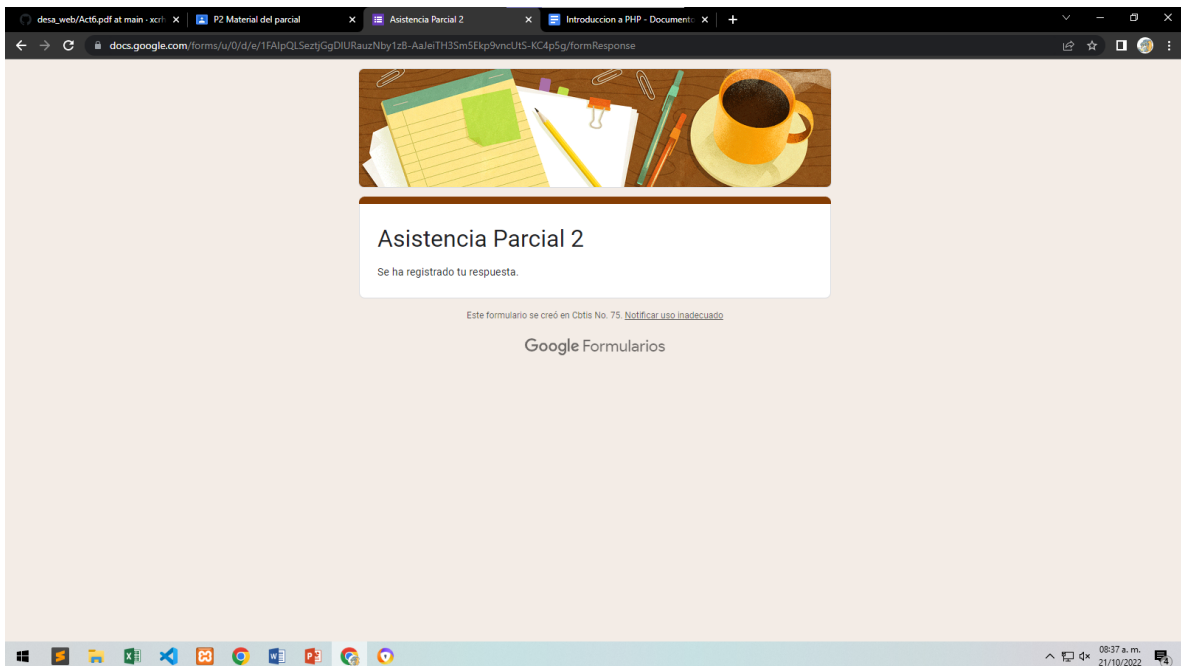 desa_web/Act6.pdf at main · xcrh
P2 Material del parcial
Asistencia Parcial 2
Introduccion a PHP - Documento
docs.google.com/forms/u/0/d/e/1FAIpQLSeztjGgDIURauzNby1zB-AaJeiTH3Sm5Ekp9vncUtS-KC4p5g/formResponse
Asistencia Parcial 2
Se ha registrado tu respuesta.
Este formulario se creó en Cbtis No. 75. Notificar uso inadecuado
Google Formularios
08:37 a. m.
21/10/2022